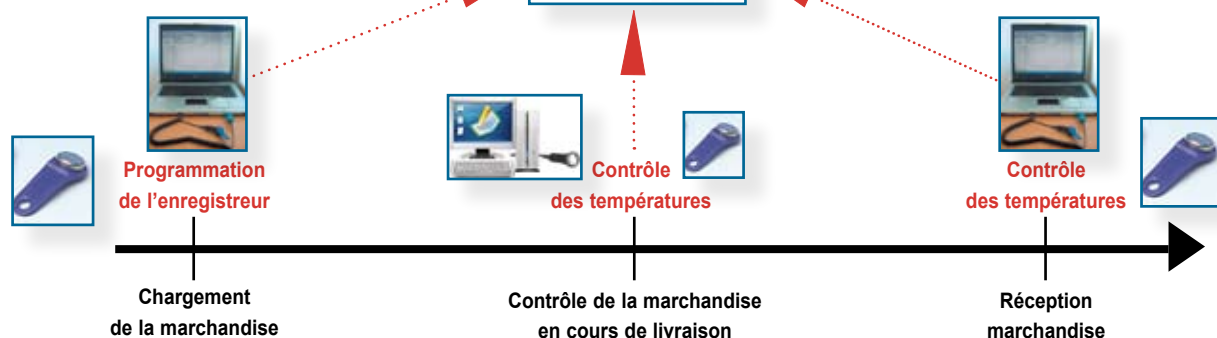 Programmation
de l'enregistreur
Contrôle
des températures
Contrôle
des températures
Chargement
de la marchandise
Contrôle de la marchandise
en cours de livraison
Réception
marchandise